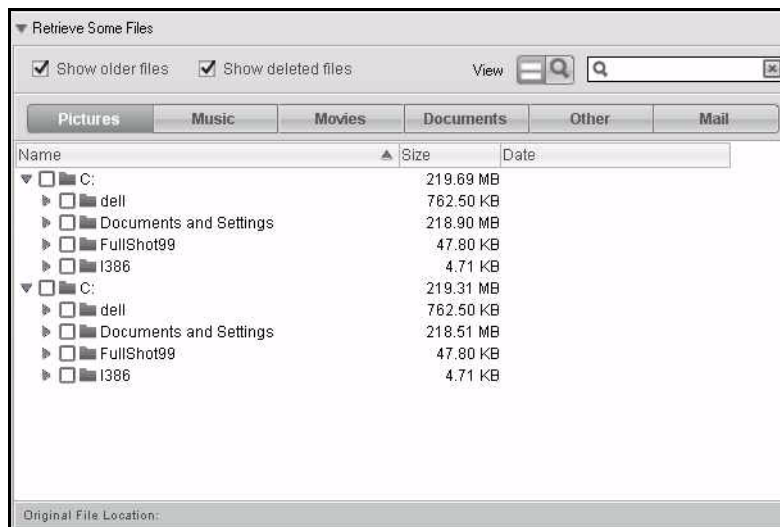 Retrieve Some Files
Show older files Show deleted files View
Pictures Music Movies Documents Other Mail
Name Size Date
C: 219.69 MB
dell 762.50 KB
Documents and Settings 218.90 MB
FullShot99 47.80 KB
I386 4.71 KB
C: 219.31 MB
dell 762.50 KB
Documents and Settings 218.51 MB
FullShot99 47.80 KB
I386 4.71 KB
Original File Location: